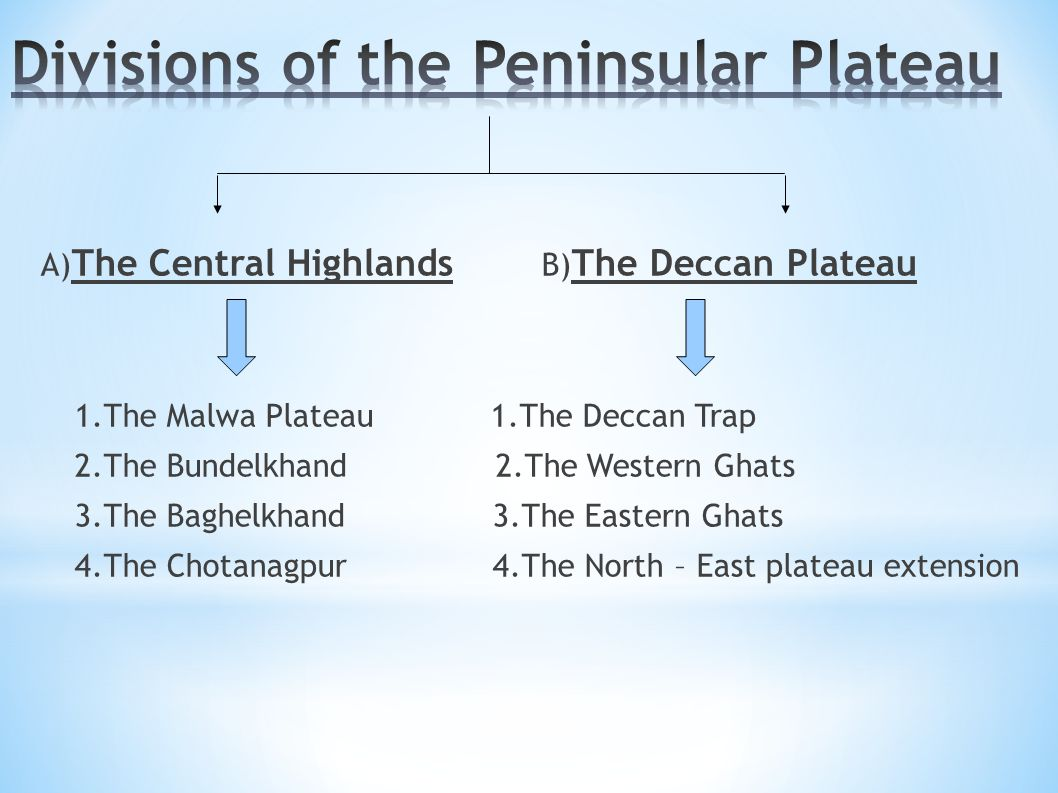 Divisions of the Peninsular Plateau
A)The Central Highlands
B)The Deccan Plateau
1.The Malwa Plateau
2.The Bundelkhand
3.The Baghelkhand
4.The Chotanagpur
1.The Deccan Trap
2.The Western Ghats
3.The Eastern Ghats
4.The North – East plateau extension